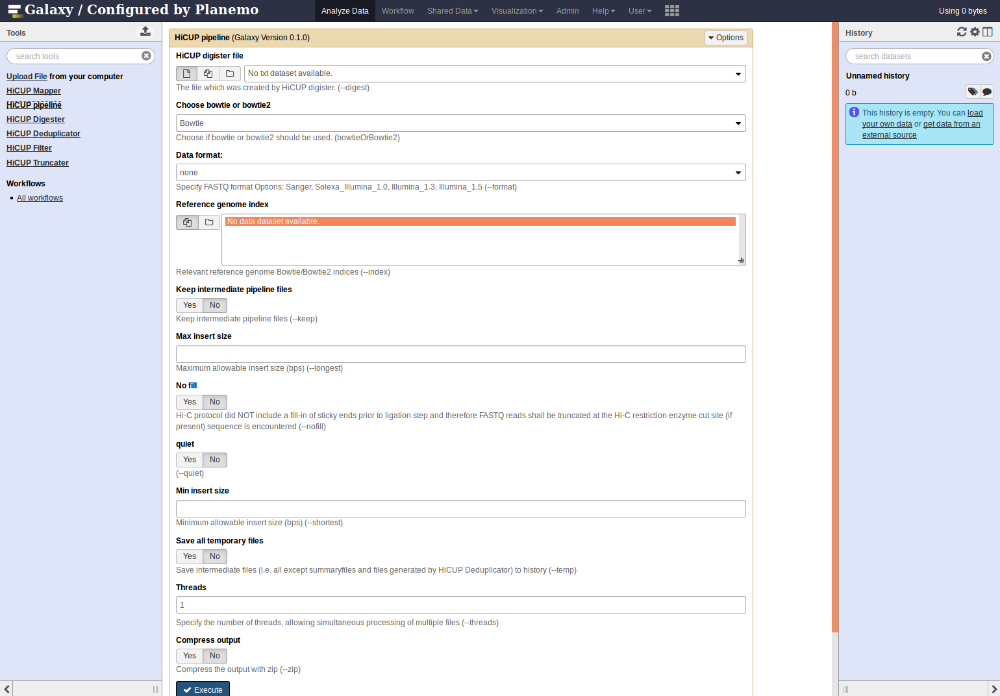 Galaxy / Configured by Planemo
Analyze Data
Workflow
Shared Data
Visualization
Admin
Help
User
Using 0 bytes
Tools
search tools
Upload File from your computer
HiCUP Mapper
HiCUP pipeline
HiCUP Digester
HiCUP Deduplicator
HiCUP Filter
HiCUP Truncater
Workflows
All workflows
HiCUP pipeline (Galaxy Version 0.1.0)
Options
HiCUP digister file
No txt dataset available.
The file which was created by HiCUP digister. (--digest)
Choose bowtie or bowtie2
Bowtie
Choose if bowtie or bowtie2 should be used. (bowtieOrBowtie2)
Data format:
none
Specify FASTQ format Options: Sanger, Solexa_Illumina_1.0, Illumina_1.3, Illumina_1.5 (--format)
Reference genome index
No data dataset available.
Relevant reference genome Bowtie/Bowtie2 indices (--index)
Keep intermediate pipeline files
Yes No
Keep intermediate pipeline files (--keep)
Max insert size
Maximum allowable insert size (bps) (--longest)
No fill
Yes No
Hi-C protocol did NOT include a fill-in of sticky ends prior to ligation step and therefore FASTQ reads shall be truncated at the Hi-C restriction enzyme cut site (if
present) sequence is encountered (--nofill)
quiet
Yes No
(--quiet)
Min insert size
Minimum allowable insert size (bps) (--shortest)
Save all temporary files
Yes No
Save intermediate files (i.e. all except summaryfiles and files generated by HiCUP Deduplicator) to history (--temp)
Threads
1
Specify the number of threads, allowing simultaneous processing of multiple files (--threads)
Compress output
Yes No
Compress the output with zip (--zip)
Execute
History
search datasets
Unnamed history
0 b
This history is empty. You can load
your own data or get data from an
external source